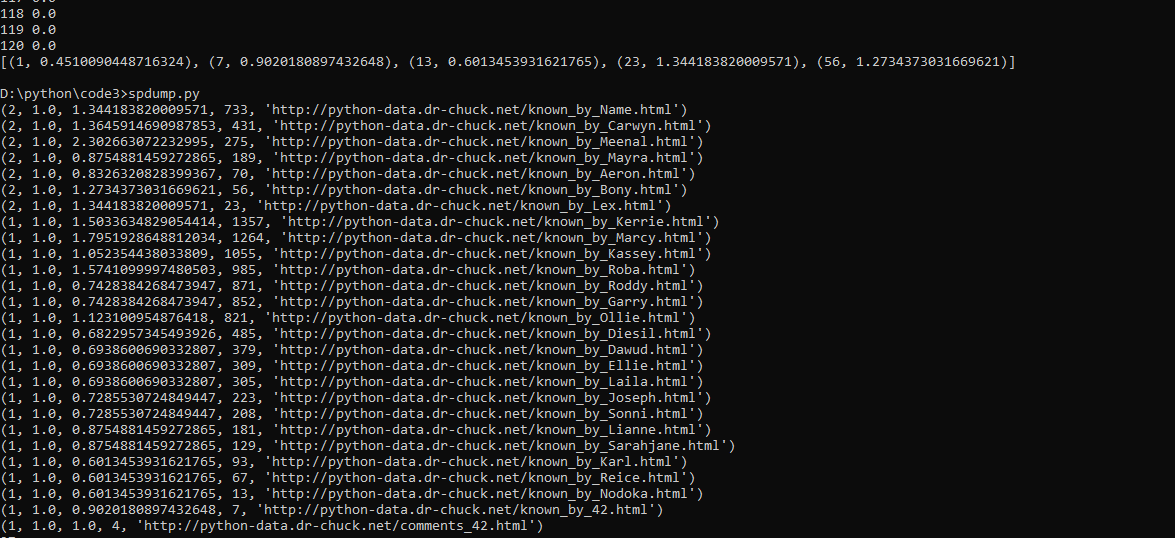 118 0.0
119 0.0
120 0.0
[(1, 0.4510090448716324), (7, 0.9020180897432648), (13, 0.6013453931621765), (23, 1.344183820009571), (56, 1.2734373031669621)]
D:\python\code3>spdump.py
(2, 1.0, 1.344183820009571, 733, 'http://python-data.dr-chuck.net/known_by_Name.html')
(2, 1.0, 1.3645914690987853, 431, 'http://python-data.dr-chuck.net/known_by_Carwyn.html')
(2, 1.0, 2.302663072232995, 275, 'http://python-data.dr-chuck.net/known_by_Meenal.html')
(2, 1.0, 0.8754881459272865, 189, 'http://python-data.dr-chuck.net/known_by_Mayra.html')
(2, 1.0, 0.8326320828399367, 70, 'http://python-data.dr-chuck.net/known_by_Aeron.html')
(2, 1.0, 1.2734373031669621, 56, 'http://python-data.dr-chuck.net/known_by_Bony.html')
(2, 1.0, 1.344183820009571, 23, 'http://python-data.dr-chuck.net/known_by_Lex.html')
(1, 1.0, 1.5033634829054414, 1357, 'http://python-data.dr-chuck.net/known_by_Kerrie.html')
(1, 1.0, 1.7951928648812034, 1264, 'http://python-data.dr-chuck.net/known_by_Marcy.html')
(1, 1.0, 1.052354438033809, 1055, 'http://python-data.dr-chuck.net/known_by_Kassey.html')
(1, 1.0, 1.5741099997480503, 985, 'http://python-data.dr-chuck.net/known_by_Roba.html')
(1, 1.0, 0.7428384268473947, 871, 'http://python-data.dr-chuck.net/known_by_Roddy.html')
(1, 1.0, 0.7428384268473947, 852, 'http://python-data.dr-chuck.net/known_by_Garry.html')
(1, 1.0, 1.123100954876418, 821, 'http://python-data.dr-chuck.net/known_by_Ollie.html')
(1, 1.0, 0.6822957345493926, 485, 'http://python-data.dr-chuck.net/known_by_Diesil.html')
(1, 1.0, 0.6938600690332807, 379, 'http://python-data.dr-chuck.net/known_by_Dawud.html')
(1, 1.0, 0.6938600690332807, 309, 'http://python-data.dr-chuck.net/known_by_Ellie.html')
(1, 1.0, 0.6938600690332807, 305, 'http://python-data.dr-chuck.net/known_by_Laila.html')
(1, 1.0, 0.7285530724849447, 223, 'http://python-data.dr-chuck.net/known_by_Joseph.html')
(1, 1.0, 0.7285530724849447, 208, 'http://python-data.dr-chuck.net/known_by_Sonni.html')
(1, 1.0, 0.8754881459272865, 181, 'http://python-data.dr-chuck.net/known_by_Lianne.html')
(1, 1.0, 0.8754881459272865, 129, 'http://python-data.dr-chuck.net/known_by_Sarahjane.html')
(1, 1.0, 0.6013453931621765, 93, 'http://python-data.dr-chuck.net/known_by_Karl.html')
(1, 1.0, 0.6013453931621765, 67, 'http://python-data.dr-chuck.net/known_by_Reice.html')
(1, 1.0, 0.6013453931621765, 13, 'http://python-data.dr-chuck.net/known_by_Nodoka.html')
(1, 1.0, 0.9020180897432648, 7, 'http://python-data.dr-chuck.net/known_by_42.html')
(1, 1.0, 1.0, 4, 'http://python-data.dr-chuck.net/comments_42.html')